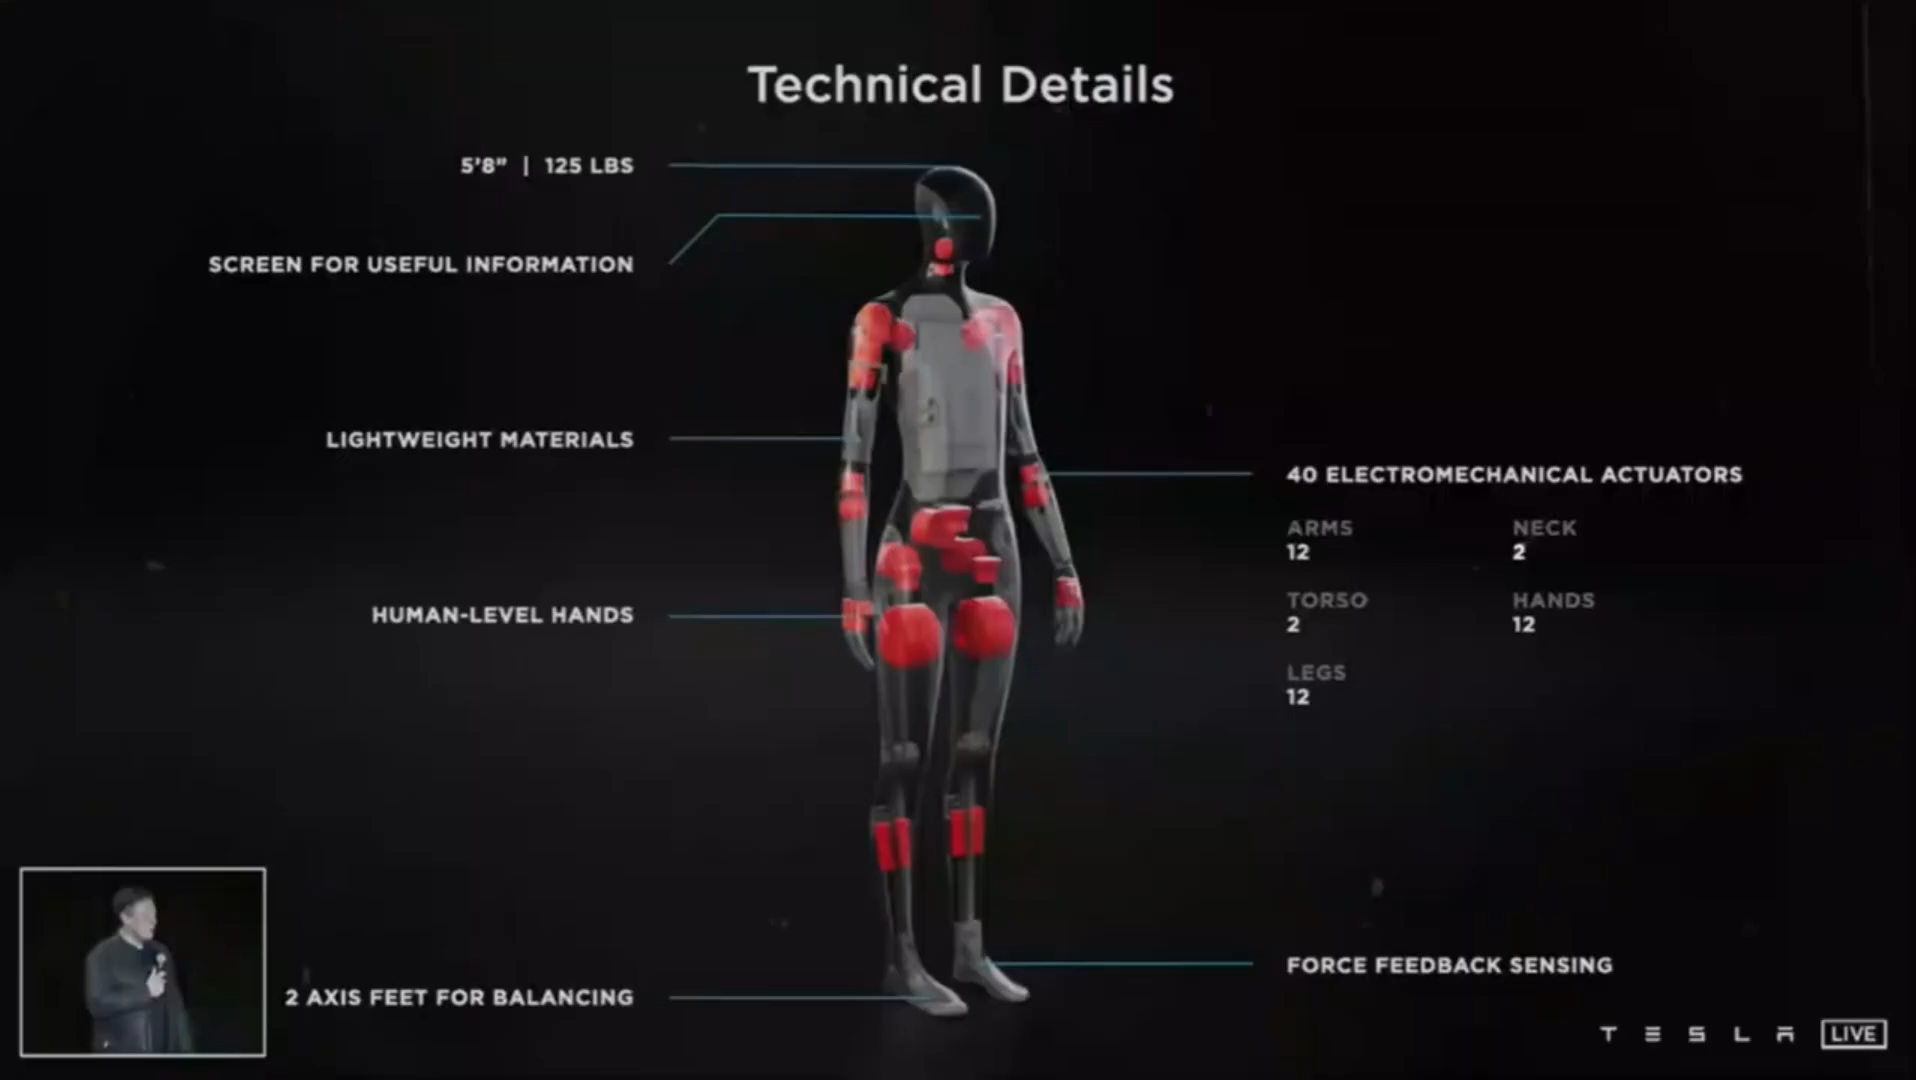 Technical Details
5'8" | 125 LBS
SCREEN FOR USEFUL INFORMATION
LIGHTWEIGHT MATERIALS
HUMAN-LEVEL HANDS
2 AXIS FEET FOR BALANCING
40 ELECTROMECHANICAL ACTUATORS
ARMS
12
NECK
2
TORSO
2
HANDS
12
LEGS
12
FORCE FEEDBACK SENSING
TESLA LIVE